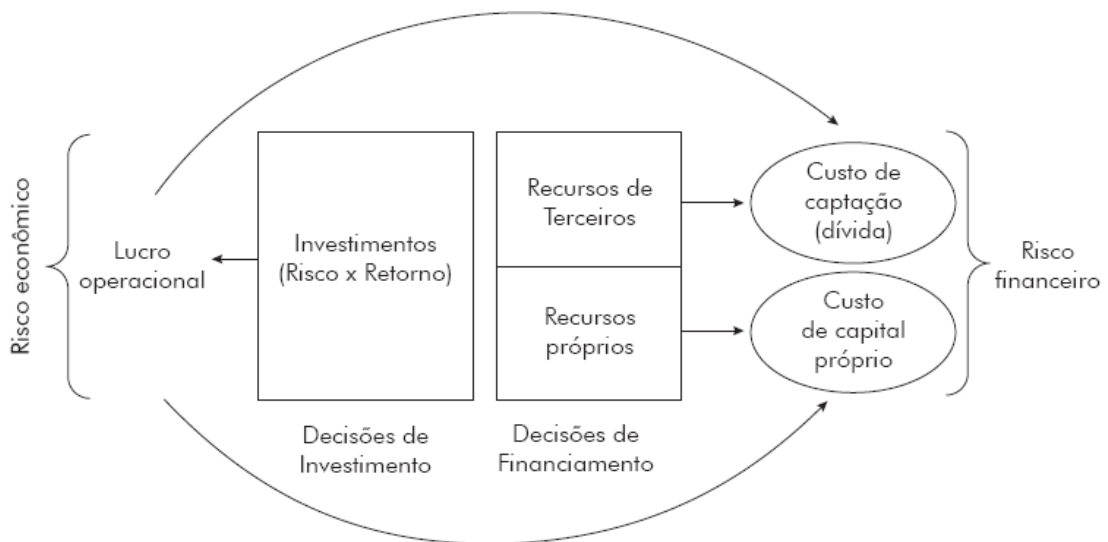 Risco econômico
Lucro
operacional
Investimentos
(Risco x Retorno)
Decisões de
Investimento
Recursos de
Terceiros
Recursos
próprios
Decisões de
Financiamento
Custo de
captação
(dívida)
Custo
de capital
próprio
Risco
financeiro